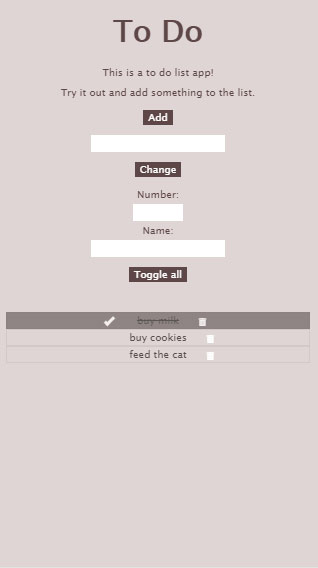 To Do
This is a to do list app!
Try it out and add something to the list.
Add
Change
Number:
Name:
Toggle all
buy milk
buy cookies
feed the cat